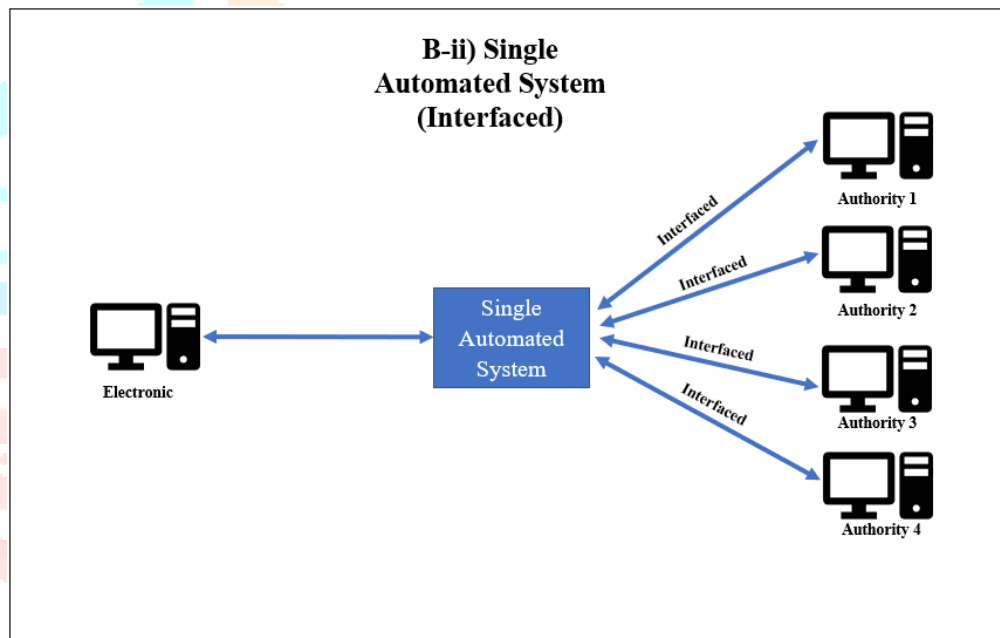 B-ii) Single
Automated System
(Interfaced)
Interfaced
Authority 1
Interfaced
Authority 2
Electronic
Single
Automated
System
Interfaced
Authority 3
Interfaced
Authority 4